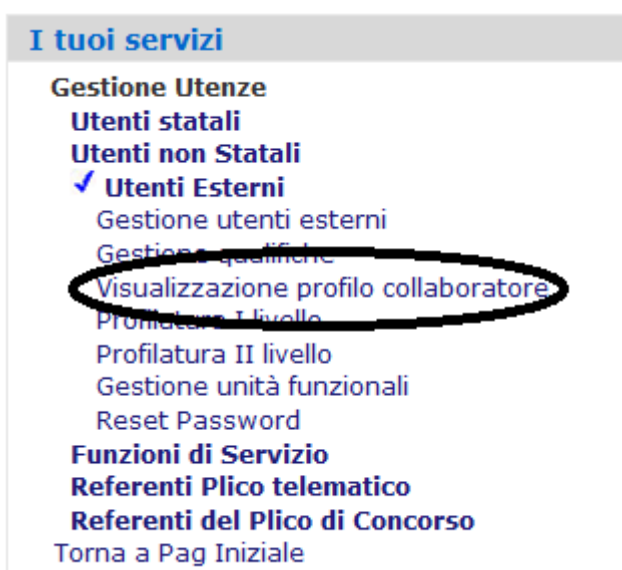 I tuoi servizi
Gestione Utenze
Utenti statali
Utenti non Statali
Utenti Esterni
Gestione utenti esterni
Gestione qualifiche
Visualizzazione profilo collaboratore
Profilatura I livello
Profilatura II livello
Gestione unità funzionali
Reset Password
Funzioni di Servizio
Referenti Plico telematico
Referenti del Plico di Concorso
Torna a Pag Iniziale